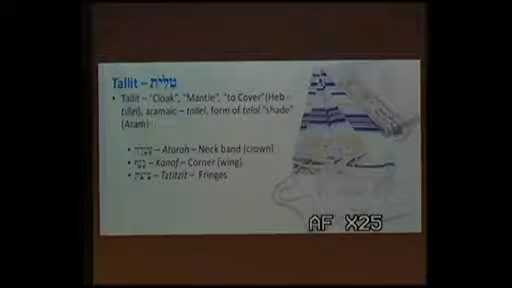 Tallit – טלית
• Tallit – "Cloak", "Mantle", "to Cover"(Heb -
tillel), aramaic – tallel, form of telal "shade"
(Aram)
• Atarah – Neck band (crown)
• Kanaf – Corner (wing)
• Tzitzit – Fringes
AF X25